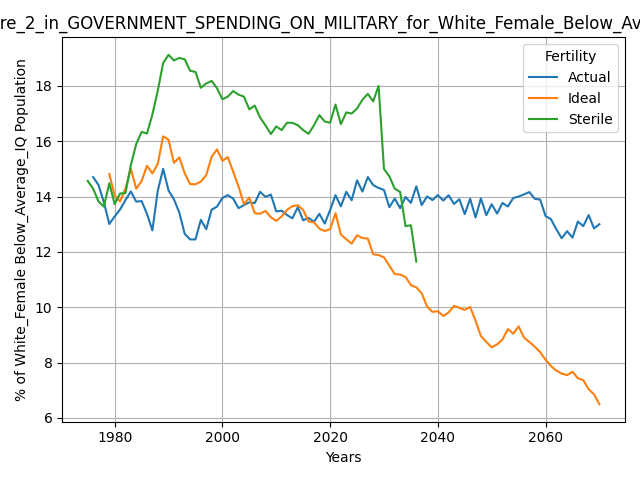 re_2_in_GOVERNMENT_SPENDING_ON_MILITARY_for_White_Female_Below_Av
Fertility
Actual
Ideal
Sterile
% of White_Female Below_Average_IQ Population
18
16
14
12
10
8
6
1980
2000
2020
2040
2060
Years